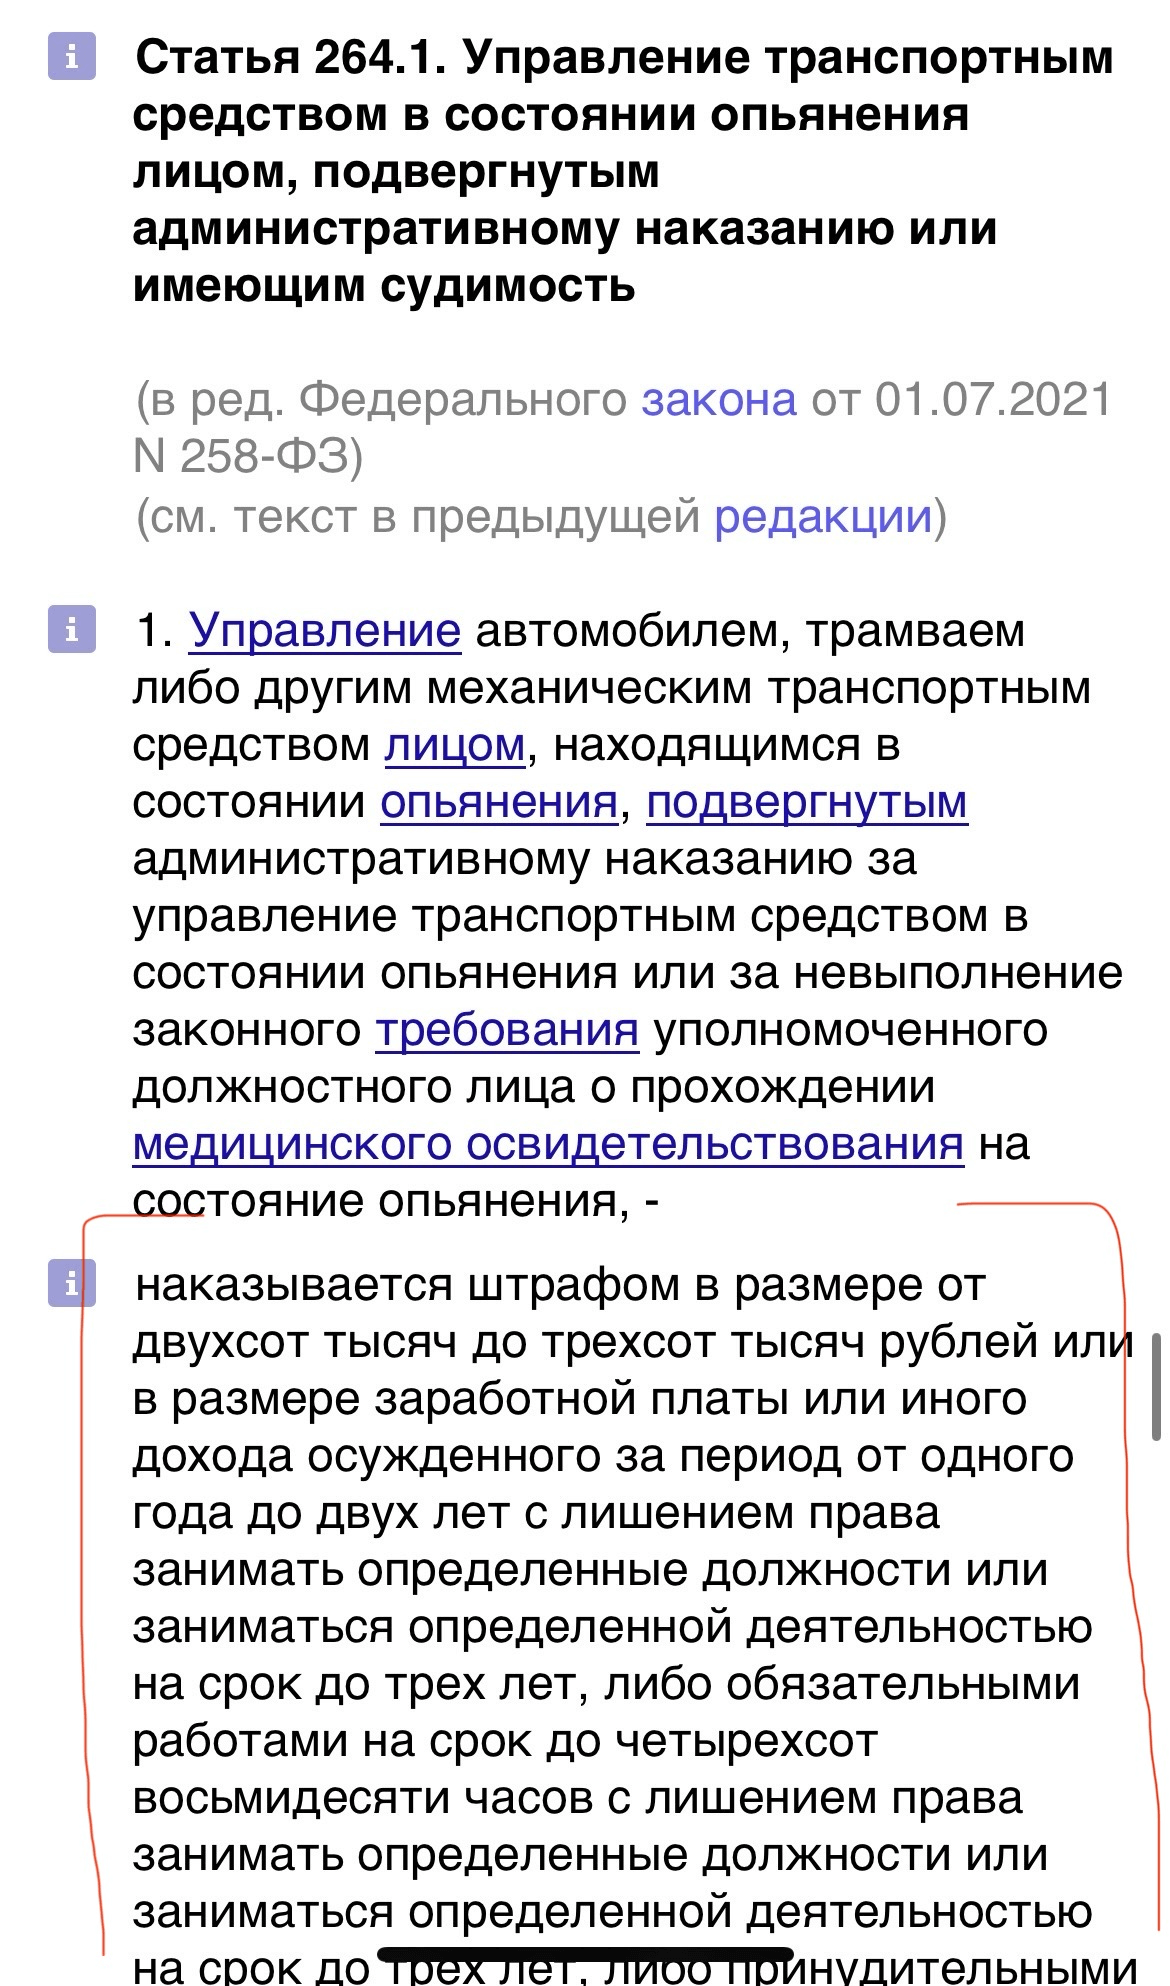 Статья 264.1. Управление транспортным
средством в состоянии опьянения
лицом, подвергнутым
административному наказанию или
имеющим судимость
(в ред. Федерального закона от 01.07.2021
N 258-ФЗ)
(см. текст в предыдущей редакции)
1. Управление автомобилем, трамваем
либо другим механическим транспортным
средством лицом, находящимся в
состоянии опьянения, подвергнутым
административному наказанию за
управление транспортным средством в
состоянии опьянения или за невыполнение
законного требования уполномоченного
должностного лица о прохождении
медицинского освидетельствования на
состояние опьянения, -
наказывается штрафом в размере от
двухсот тысяч до трехсот тысяч рублей или
в размере заработной платы или иного
дохода осужденного за период от одного
года до двух лет с лишением права
занимать определенные должности или
заниматься определенной деятельностью
на срок до трех лет, либо обязательными
работами на срок до четырехсот
восьмидесяти часов с лишением права
занимать определенные должности или
заниматься определенной деятельностью
на срок до трех лет, либо принудительными